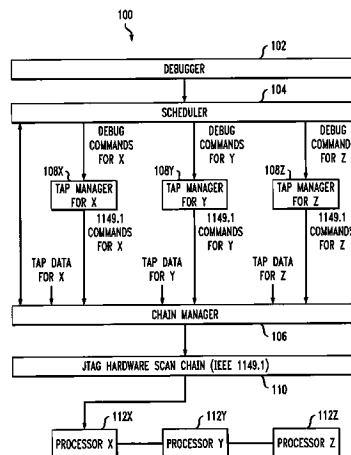 100
102
DEBUGGER
104
SCHEDULER
DEBUG COMMANDS FOR X
DEBUG COMMANDS FOR Y
DEBUG COMMANDS FOR Z
108X
108Y
108Z
TAP MANAGER FOR X
TAP MANAGER FOR Y
TAP MANAGER FOR Z
1149.1 COMMANDS FOR X
1149.1 COMMANDS FOR Y
1149.1 COMMANDS FOR Z
TAP DATA FOR X
TAP DATA FOR Y
TAP DATA FOR Z
CHAIN MANAGER
106
JTAG HARDWARE SCAN CHAIN (IEEE 1149.1)
110
112X
112Y
112Z
PROCESSOR X
PROCESSOR Y
PROCESSOR Z